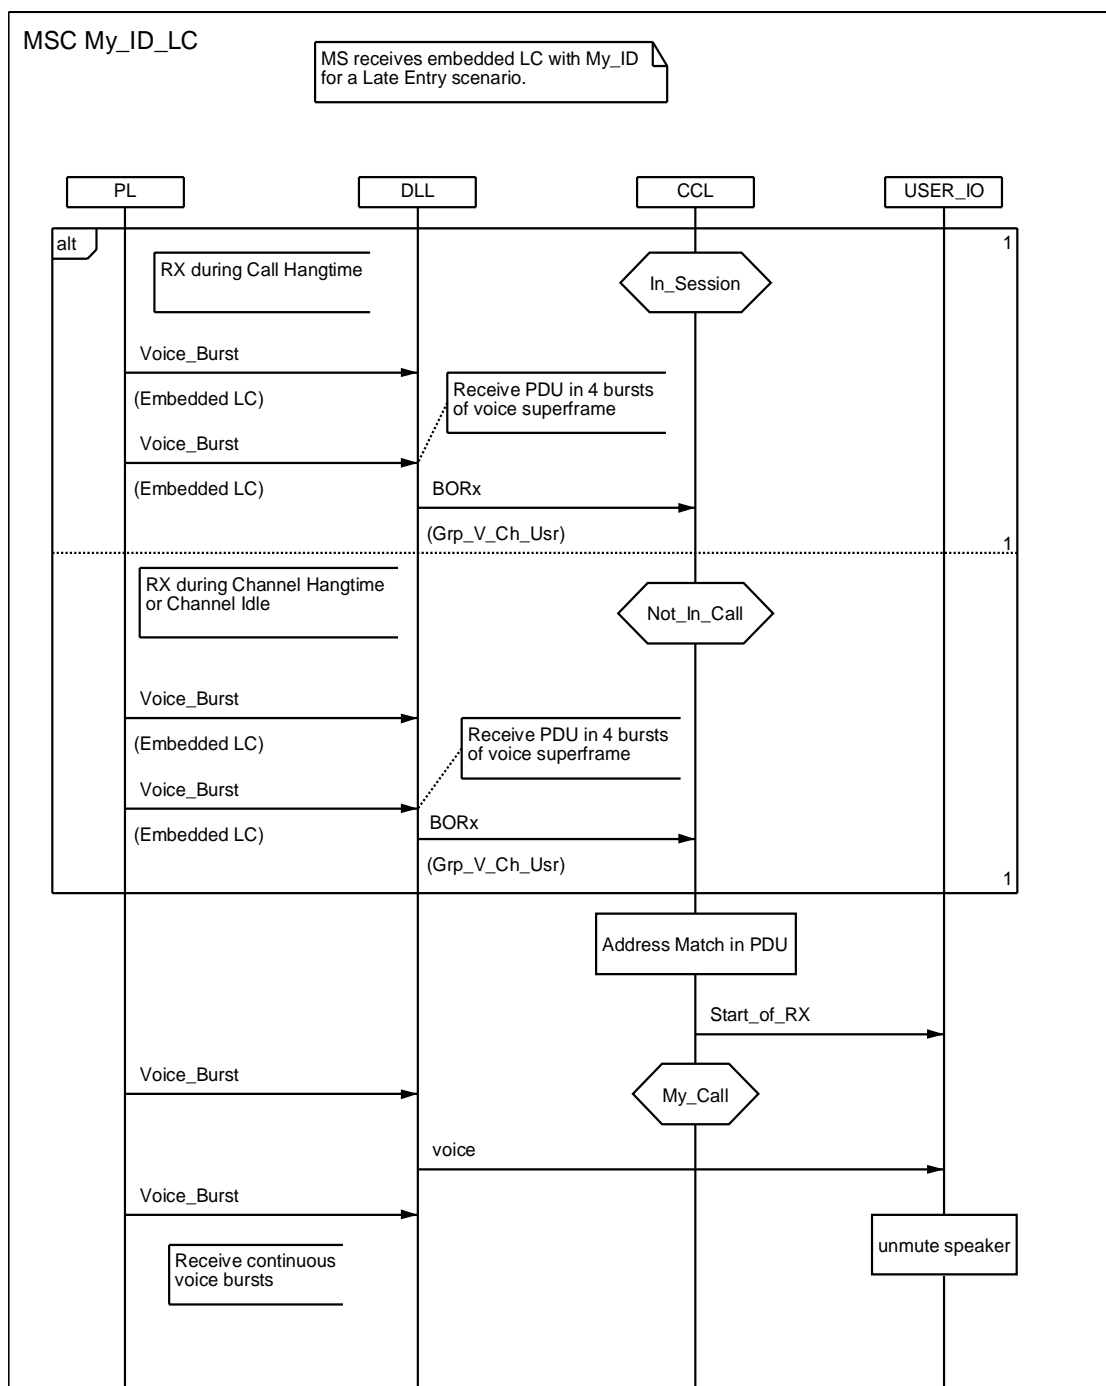 MSC My_ID_LC
MS receives embedded LC with My_ID
for a Late Entry scenario.
PL
DLL
CCL
USER_IO
alt
1
RX during Call Hangtime
In_Session
Voice_Burst
(Embedded LC)
Receive PDU in 4 bursts
of voice superframe
Voice_Burst
(Embedded LC)
BORx
(Grp_V_Ch_Usr)
1
RX during Channel Hangtime
or Channel Idle
Not_In_Call
Voice_Burst
(Embedded LC)
Receive PDU in 4 bursts
of voice superframe
Voice_Burst
(Embedded LC)
BORx
(Grp_V_Ch_Usr)
1
Address Match in PDU
Start_of_RX
Voice_Burst
My_Call
voice
Voice_Burst
unmute speaker
Receive continuous
voice bursts